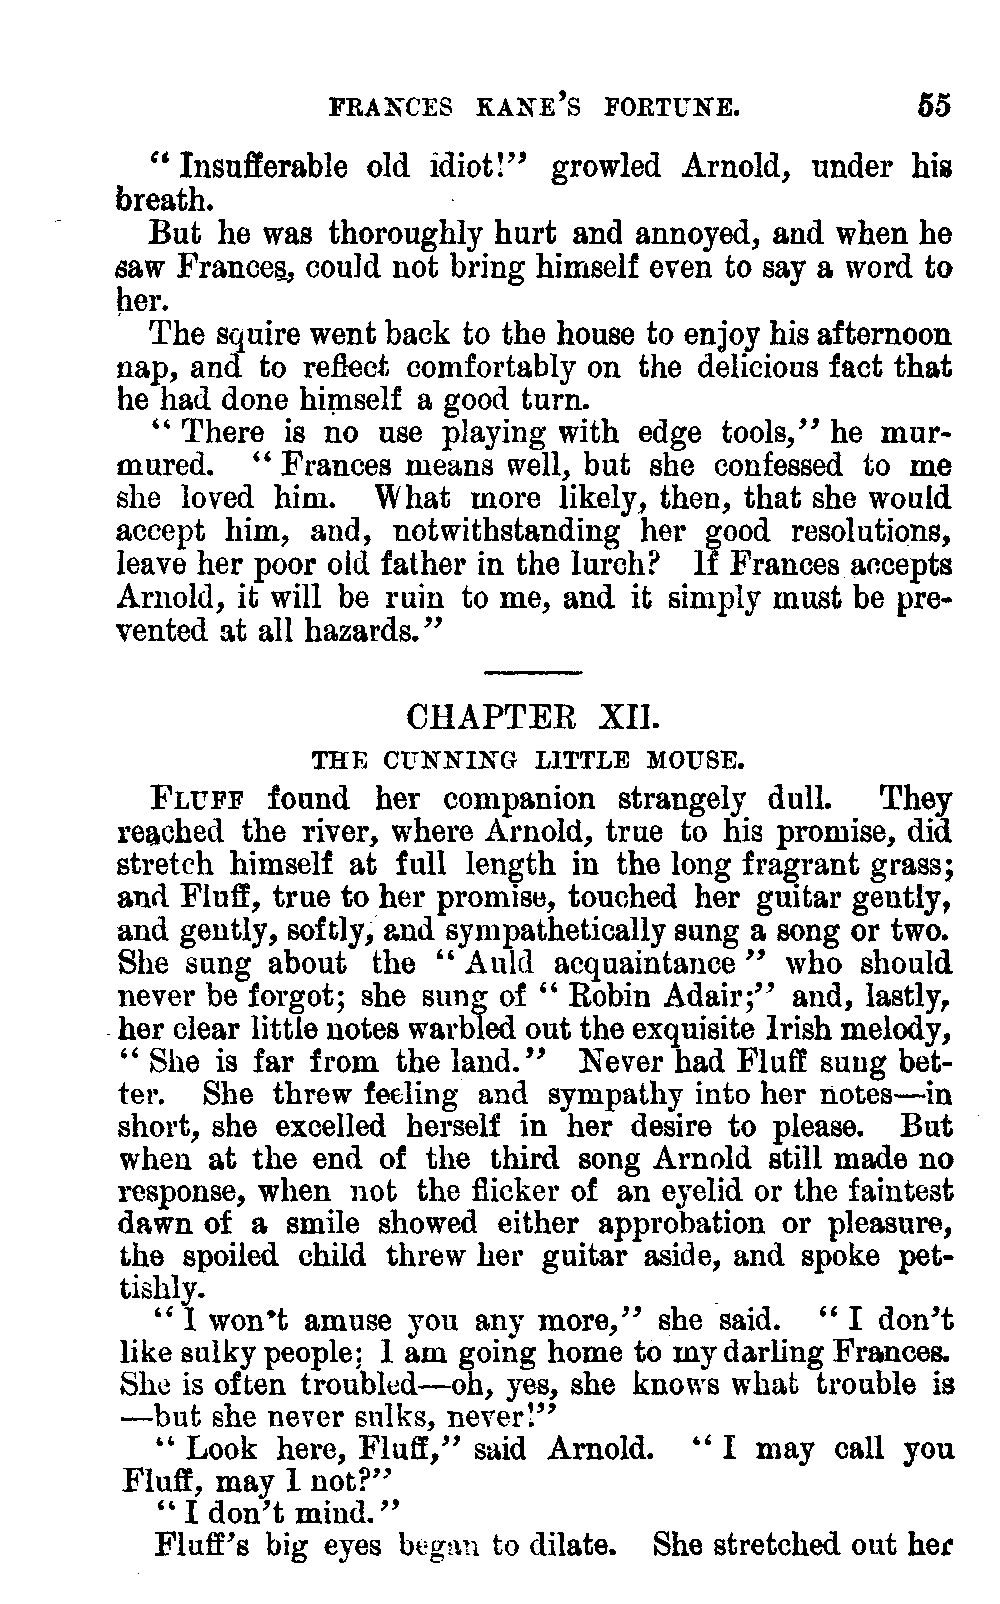 FRANCES KANE'S FORTUNE. 55
"Insufferable old idiot!" growled Arnold, under his
breath.
But he was thoroughly hurt and annoyed, and when he
saw Frances, could not bring himself even to say a word to
her.
The squire went back to the house to enjoy his afternoon
nap, and to reflect comfortably on the delicious fact that
he had done himself a good turn.
"There is no use playing with edge tools," he mur-
mured. "Frances means well, but she confessed to me
she loved him. What more likely, then, that she would
accept him, and, notwithstanding her good resolutions,
leave her poor old father in the lurch? If Frances accepts
Arnold, it will be ruin to me, and it simply must be pre-
vented at all hazards."
CHAPTER XII.
THE CUNNING LITTLE MOUSE.
FLUFF found her companion strangely dull. They
reached the river, where Arnold, true to his promise, did
stretch himself at full length in the long fragrant grass;
and Fluff, true to her promise, touched her guitar gently,
and gently, softly, and sympathetically sung a song or two.
She sung about the "Auld acquaintance" who should
never be forgot; she sung of "Robin Adair;" and, lastly,
her clear little notes warbled out the exquisite Irish melody,
"She is far from the land." Never had Fluff sung bet-
ter. She threw feeling and sympathy into her notes—in
short, she excelled herself in her desire to please. But
when at the end of the third song Arnold still made no
response, when not the flicker of an eyelid or the faintest
dawn of a smile showed either approbation or pleasure,
the spoiled child threw her guitar aside, and spoke pet-
tishly.
"I won't amuse you any more," she said. "I don't
like sulky people; I am going home to my darling Frances.
She is often troubled—oh, yes, she knows what trouble is
—but she never sulks, never!"
"Look here, Fluff," said Arnold. "I may call you
Fluff, may I not?"
"I don't mind."
Fluff's big eyes began to dilate. She stretched out her